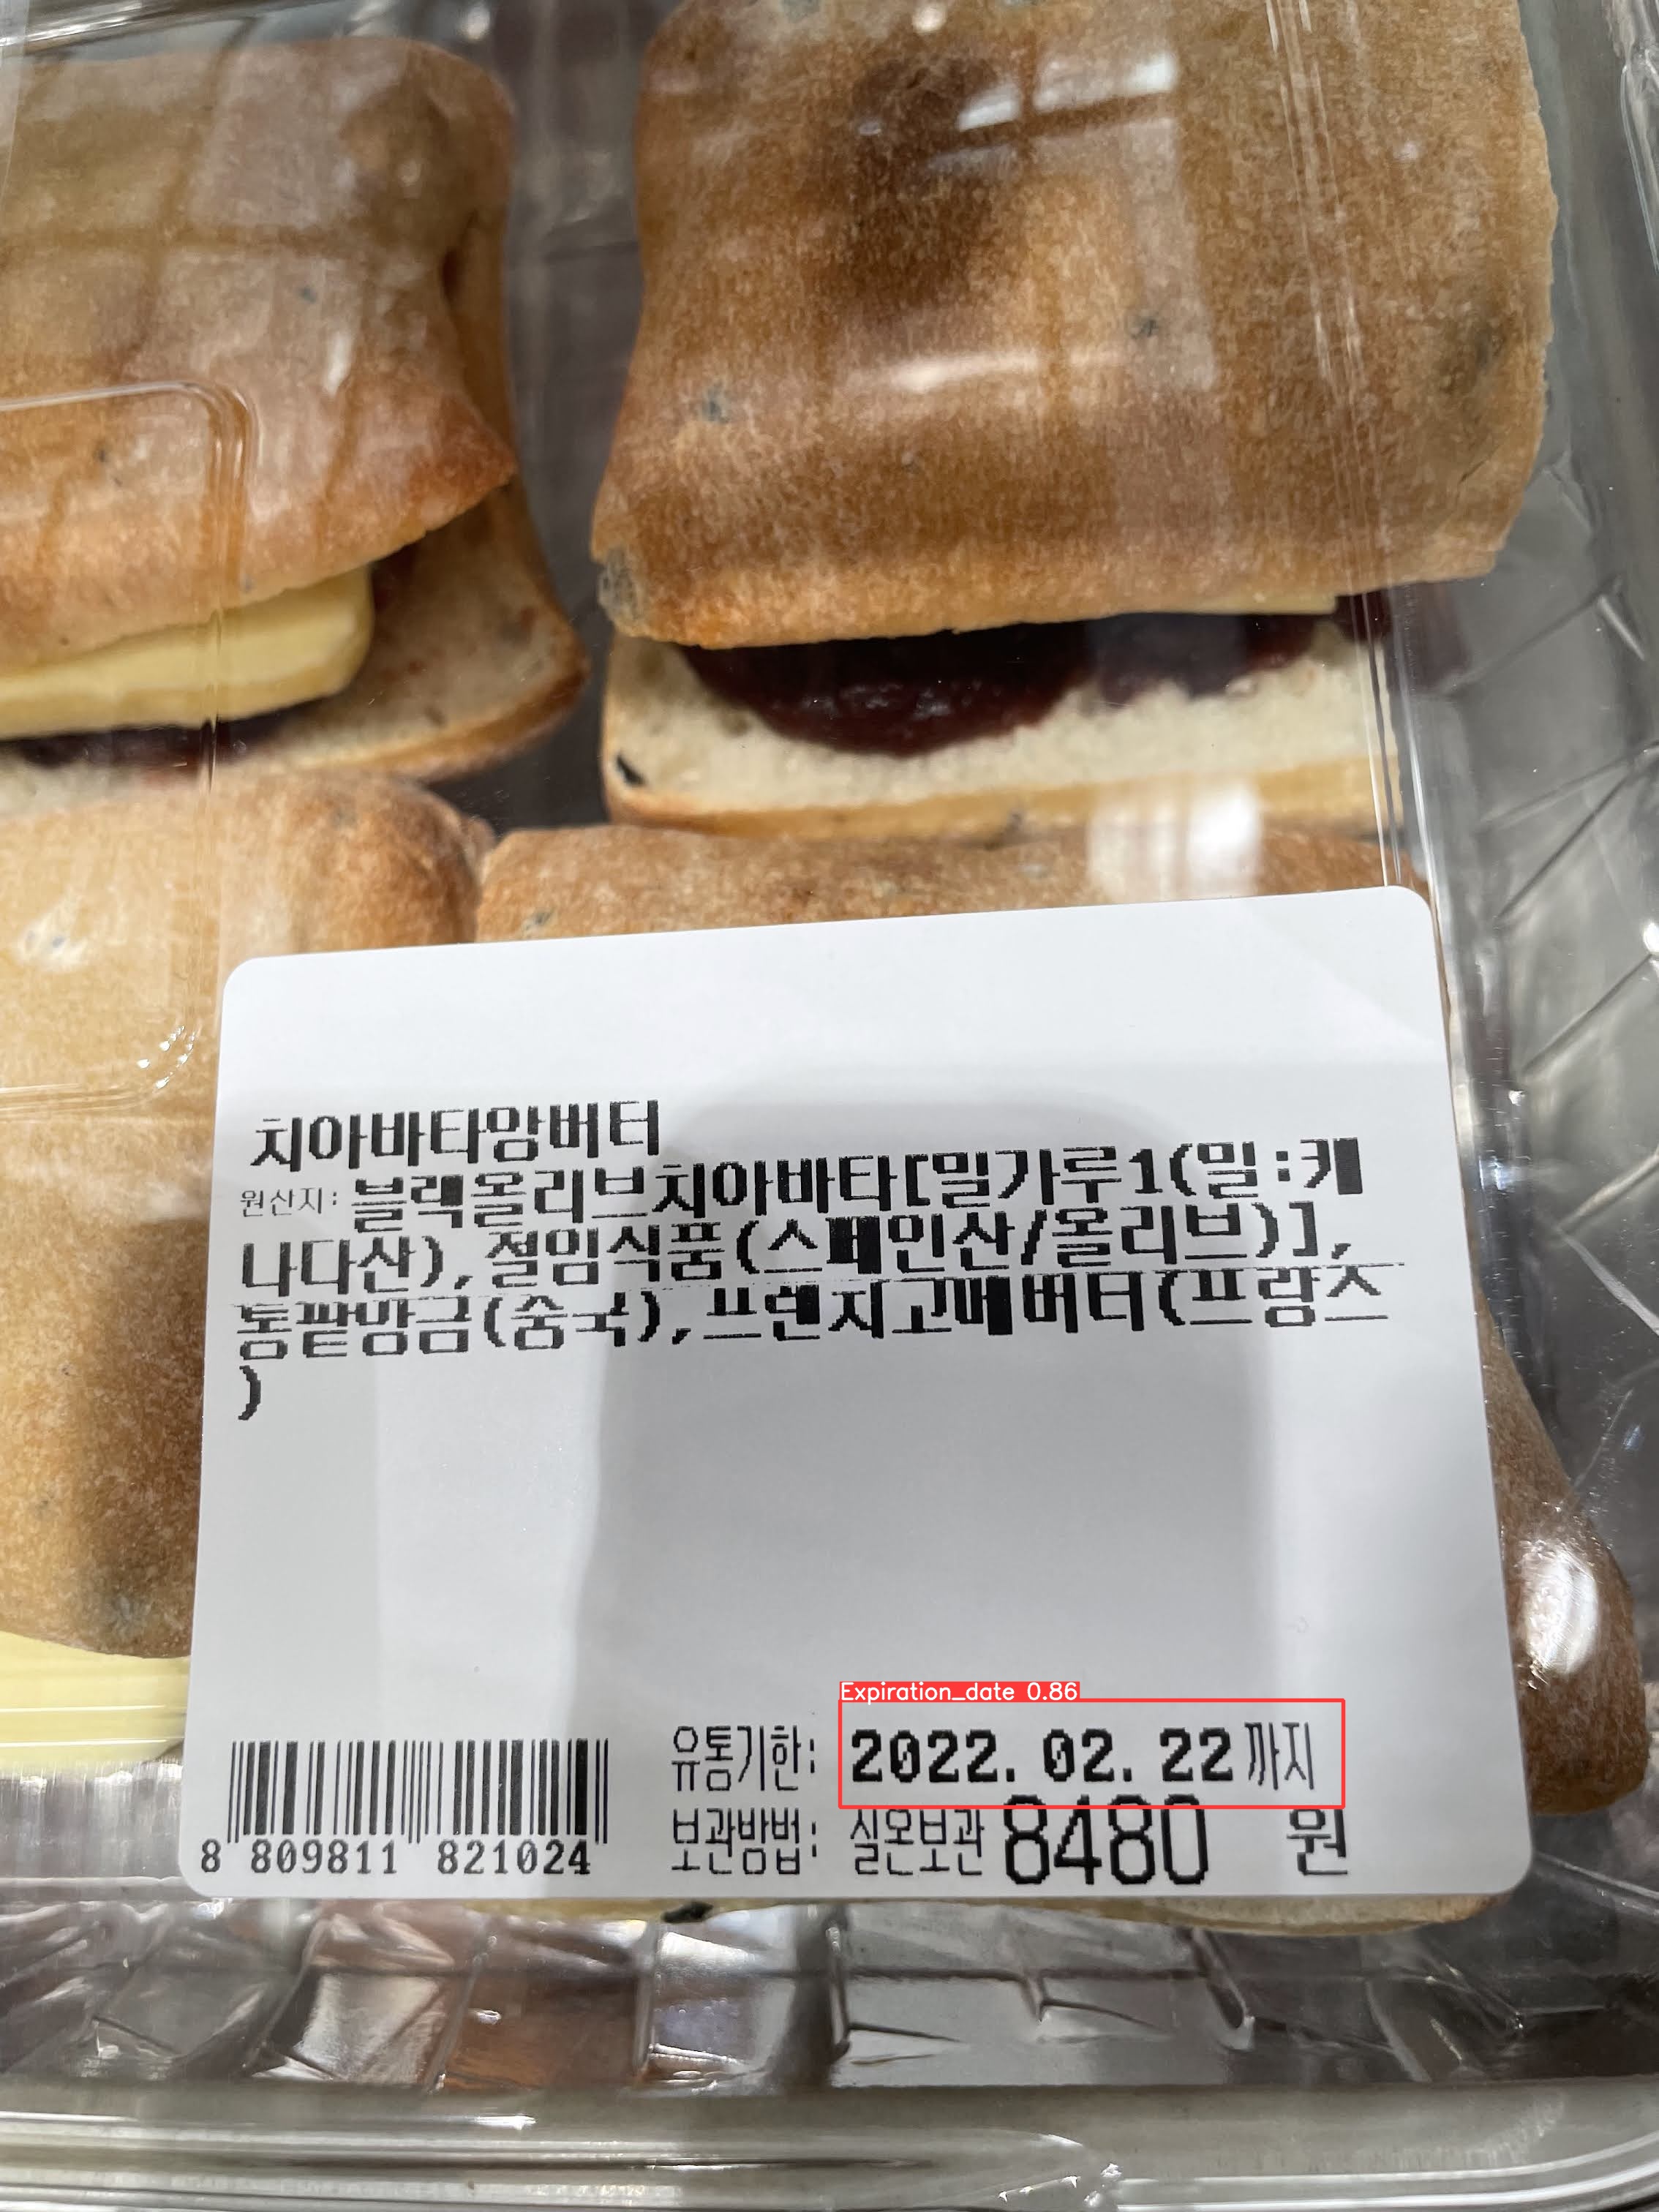 치아바타앙버터
원산지: 블랙올리브치아바타[밀가루1(밀:캐
나다산),절임식품(스페인산/올리브)],
통팥앙금(중국),프렌치고메버터(프랑스
)
Expiration_date 0.86
유통기한: 2022. 02. 22까지
보관방법: 실온보관 8480 원
8 809811 821024